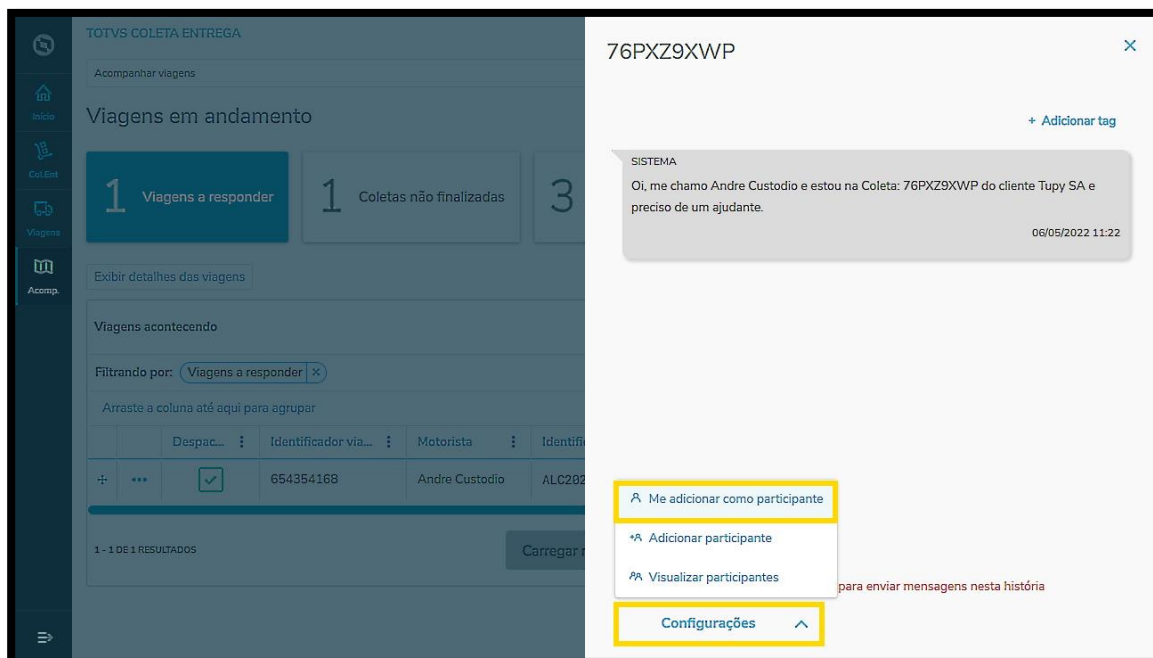 TOTVS COLETA ENTREGA
Acompanhar viagens
Início
Col.Ent
Viagens
Acomp.
Viagens em andamento
1 Viagens a responder
1 Coletas não finalizadas
3
Exibir detalhes das viagens
Viagens acontecendo
Filtrando por: Viagens a responder ×
Arraste a coluna até aqui para agrupar
Despac... Identificador via... Motorista Identifi
654354168 Andre Custodio ALC202
1 - 1 DE 1 RESULTADOS
Carregar
76PXZ9XWP
+ Adicionar tag
SISTEMA
Oi, me chamo Andre Custodio e estou na Coleta: 76PXZ9XWP do cliente Tupy SA e
preciso de um ajudante.
06/05/2022 11:22
Me adicionar como participante
Adicionar participante
Visualizar participantes
para enviar mensagens nesta história
Configurações